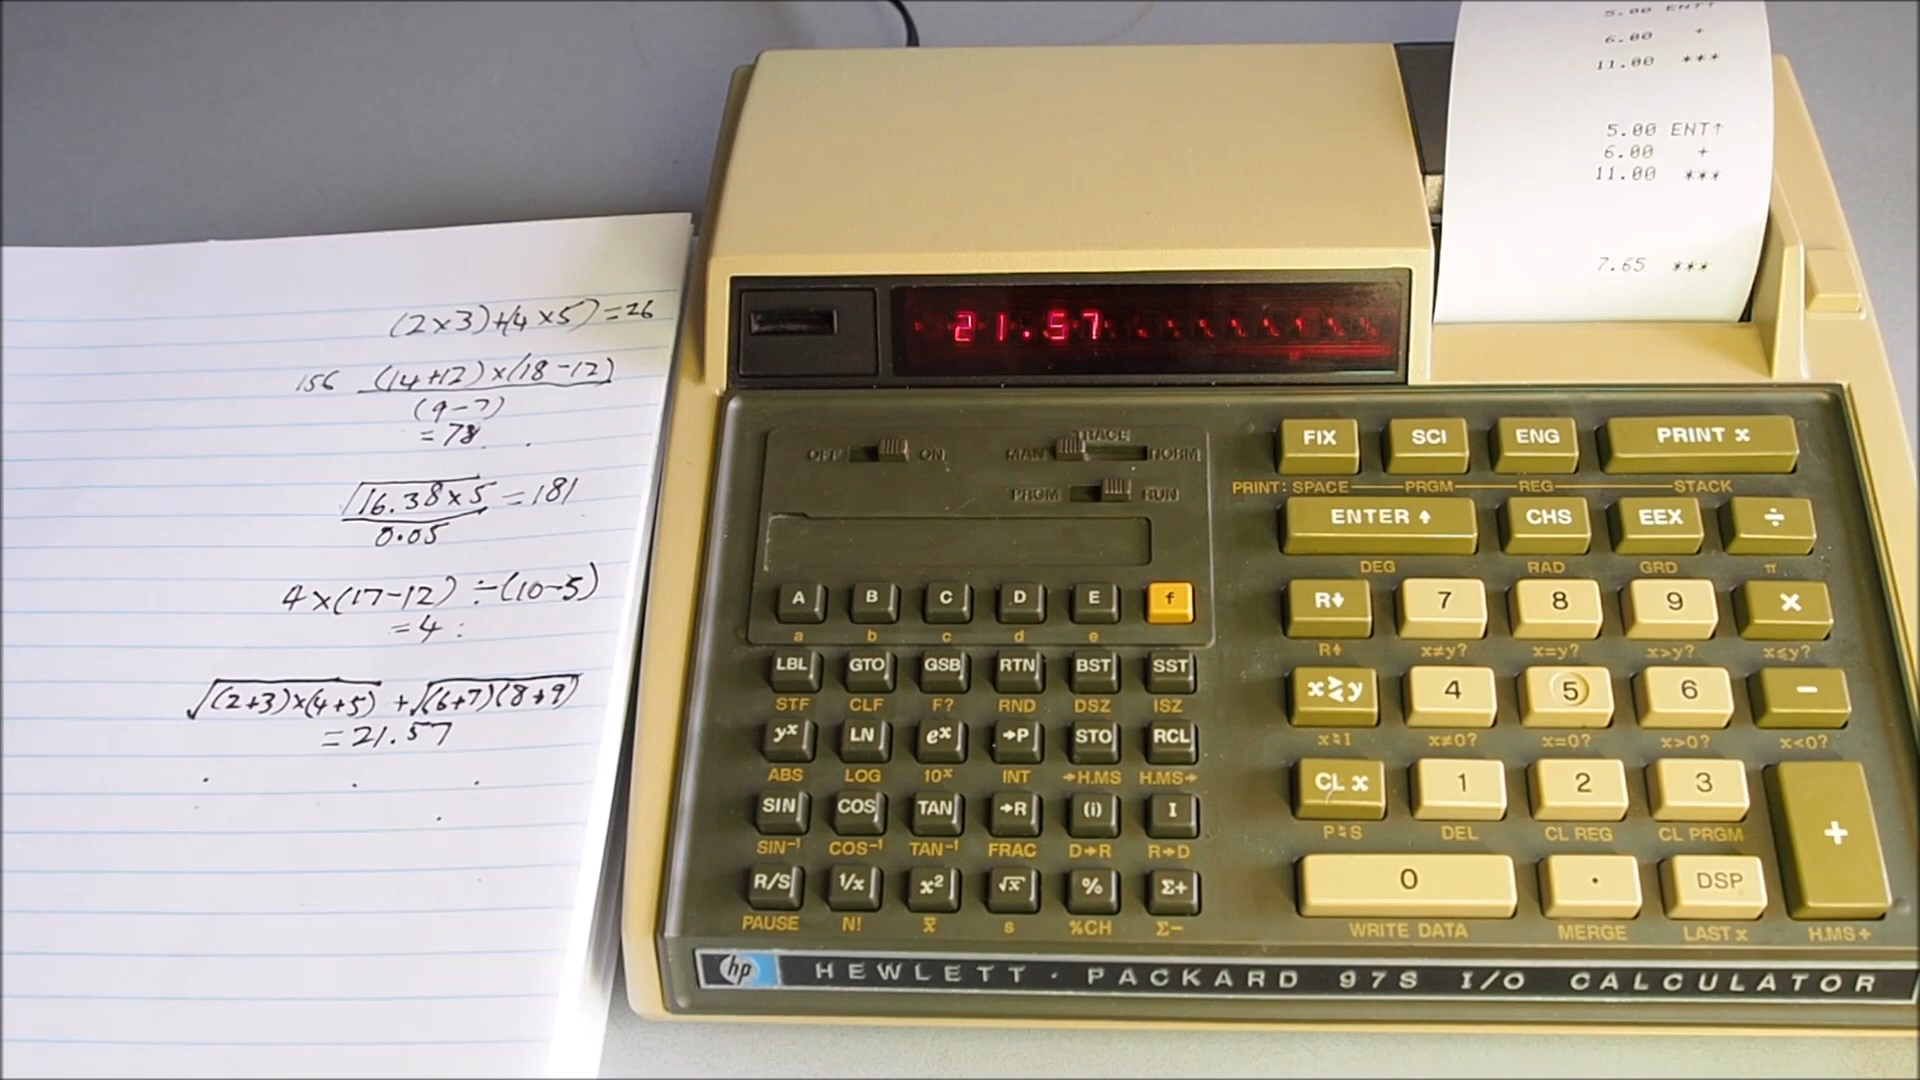 (2×3)+(4×5)=26
156 (14+12)×(18-12)
(9-7)
=78
√16.38×5 =181
0.05
4×(17-12) ÷(10-5)
=4
√(2+3)×(4+5) +√(6+7)(8+9)
=21.57
5.00 ENT↑
6.00 +
11.00 ***
5.00 ENT↑
6.00 +
11.00 ***
7.65 ***
21.57
OFF ON MAN TRACE NORM
PRGM RUN
A B C D E f
a b c d e
LBL GTO GSB RTN BST SST
STF CLF F? RND DSZ ISZ
yˣ LN eˣ →P STO RCL
ABS LOG 10ˣ INT →H.MS H.MS→
SIN COS TAN →R (i) I
SIN⁻¹ COS⁻¹ TAN⁻¹ FRAC D→R R→D
R/S 1/x x² √x % Σ+
PAUSE N! x̄ s %CH Σ-
FIX SCI ENG PRINT x
PRINT: SPACE PRGM REG STACK
ENTER ↑ CHS EEX ÷
DEG RAD GRD π
R↓ 7 8 9 ×
R↑ x≠y? x=y? x>y? x≤y?
x≷y 4 5 6 -
x⇄I x≠0? x=0? x>0? x<0?
CL x 1 2 3 +
P⇄S DEL CL REG CL PRGM
0 . DSP
WRITE DATA MERGE LAST x H.MS+
hp HEWLETT · PACKARD 97S I/O CALCULATOR